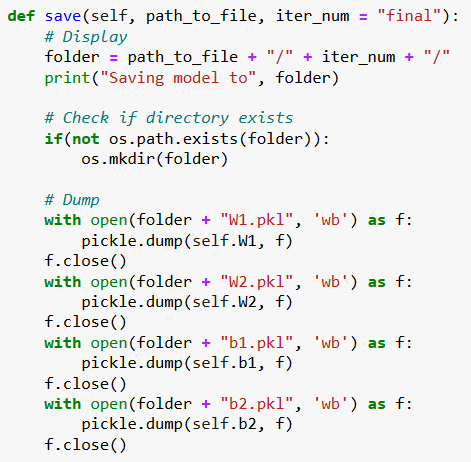 def save(self, path_to_file, iter_num = "final"):
    # Display
    folder = path_to_file + "/" + iter_num + "/"
    print("Saving model to", folder)

    # Check if directory exists
    if(not os.path.exists(folder)):
        os.mkdir(folder)

    # Dump
    with open(folder + "W1.pkl", 'wb') as f:
        pickle.dump(self.W1, f)
    f.close()
    with open(folder + "W2.pkl", 'wb') as f:
        pickle.dump(self.W2, f)
    f.close()
    with open(folder + "b1.pkl", 'wb') as f:
        pickle.dump(self.b1, f)
    f.close()
    with open(folder + "b2.pkl", 'wb') as f:
        pickle.dump(self.b2, f)
    f.close()